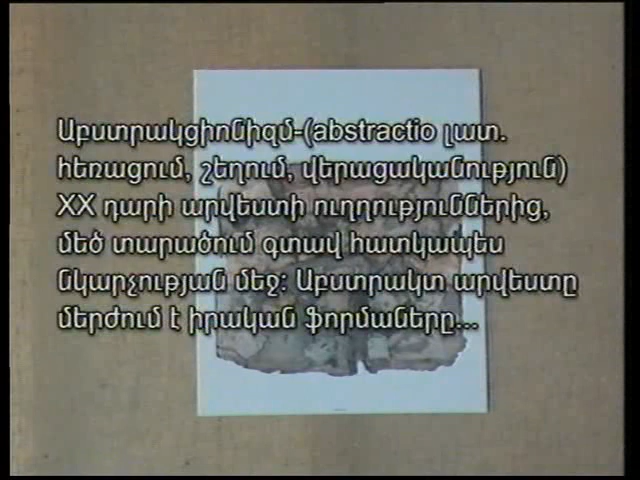 Աբստրակցիոնիզմ-(abstractio լատ.
հեռացում, շեղում, վերացականություն)
XX դարի արվեստի ուղղություններից,
մեծ տարածում գտավ հատկապես
նկարչության մեջ: Աբստրակտ արվեստը
մերժում է իրական ֆորմաները...